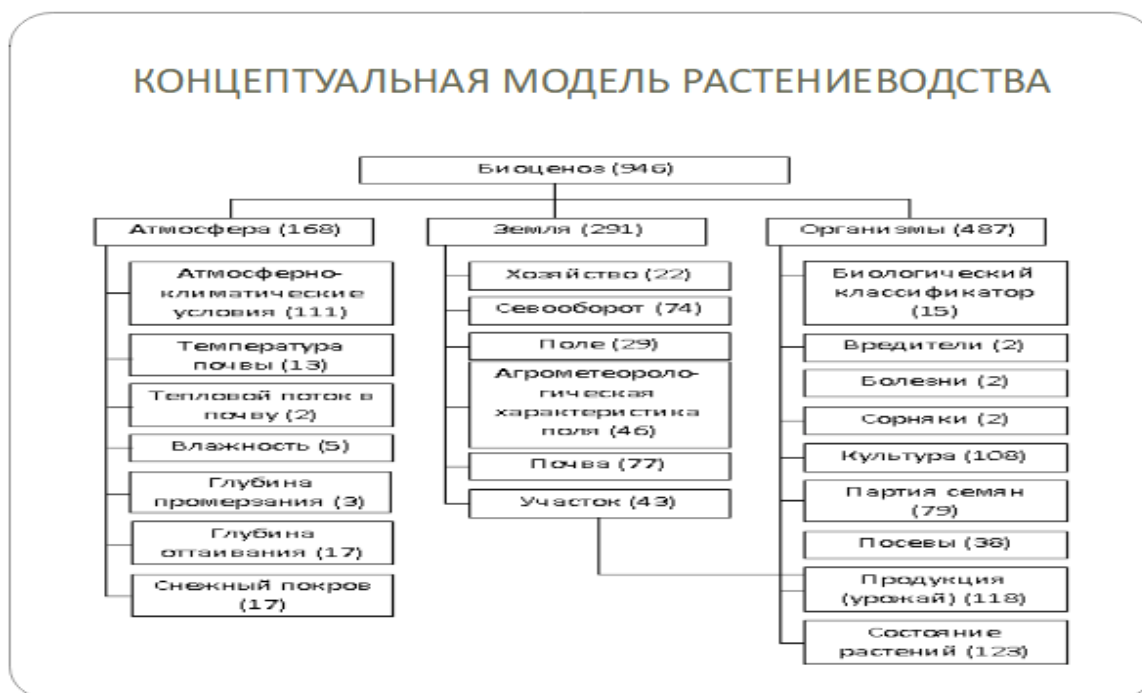 КОНЦЕПТУАЛЬНАЯ МОДЕЛЬ РАСТЕНИЕВОДСТВА
Биоценоз (946)
Атмосфера (168)
Атмосферно-
климатические
условия (111)
Температура
почвы (13)
Тепловой поток в
почву (2)
Влажность (5)
Глубина
промерзания (3)
Глубина
оттаивания (17)
Снежный покров
(17)
Земля (291)
Хозяйство (22)
Севооборот (74)
Поле (29)
Агрометеороло-
гическая
характеристика
поля (46)
Почва (77)
Участок (43)
Организмы (487)
Биологический
классификатор
(15)
Вредители (2)
Болезни (2)
Сорняки (2)
Культура (108)
Партия семян
(79)
Посевы (38)
Продукция
(урожай) (118)
Состояние
растений (123)